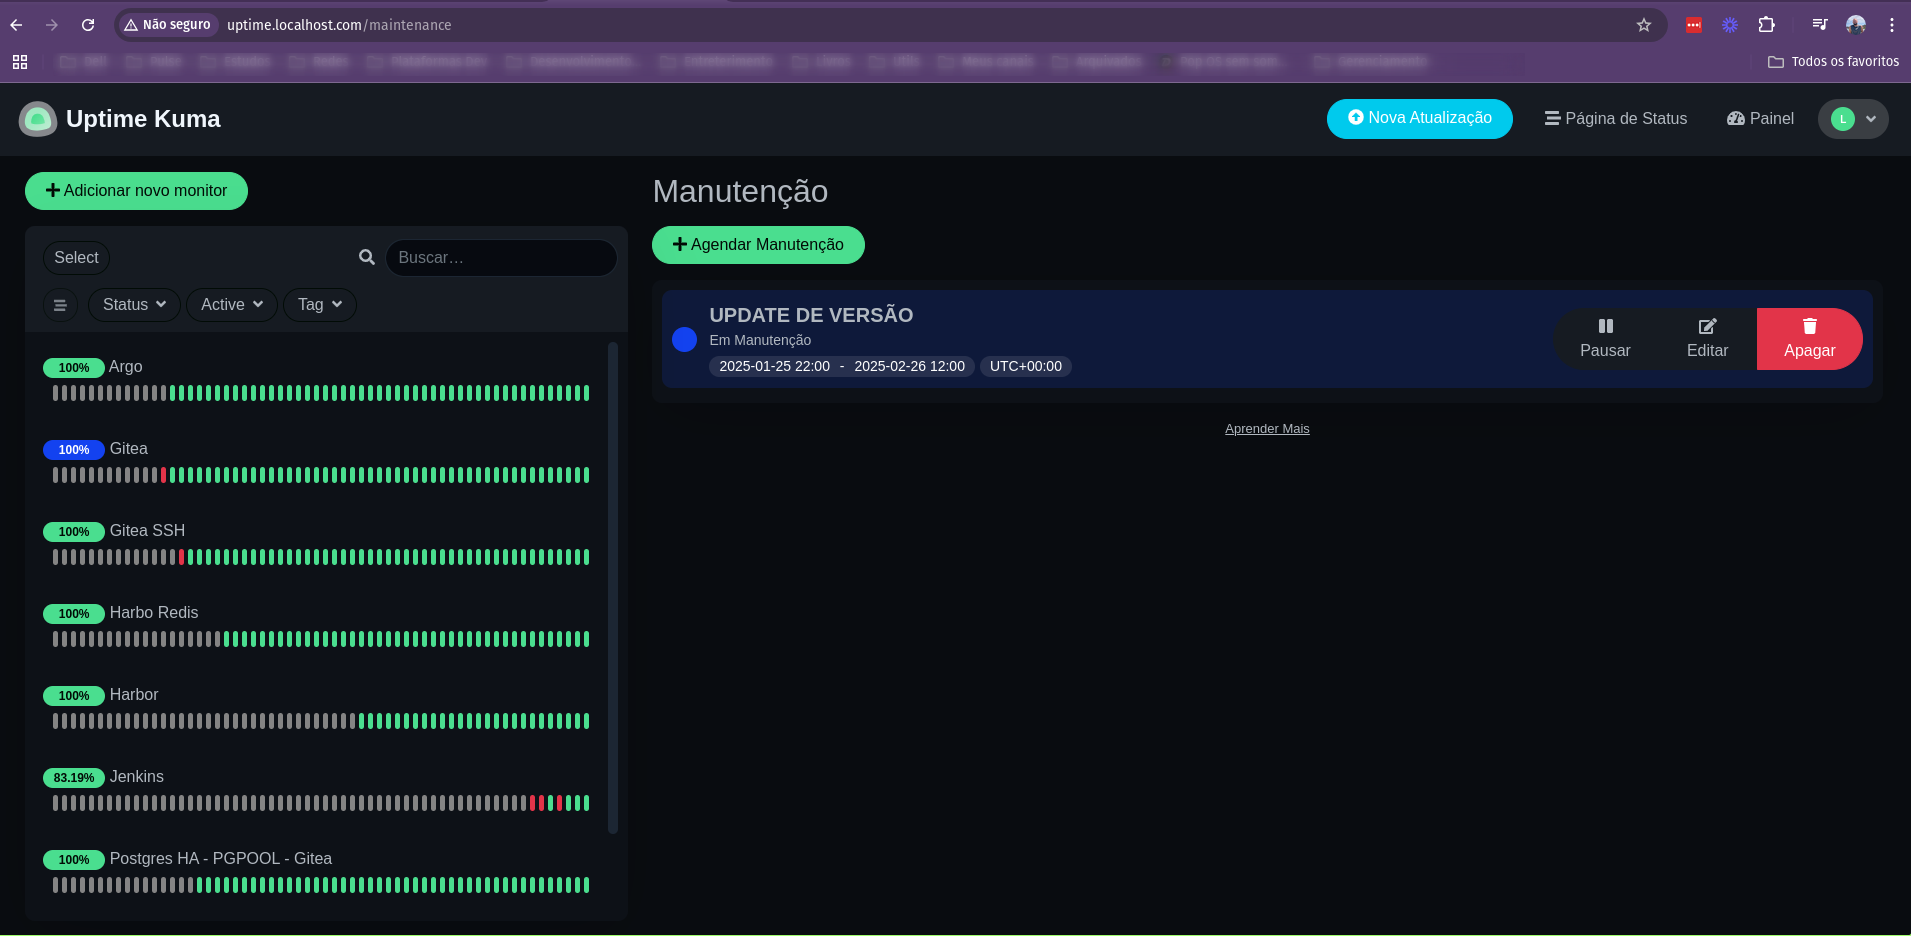 Não seguro uptime.localhost.com/maintenance
Todos os favoritos
Uptime Kuma
Nova Atualização
Página de Status
Painel
L
Adicionar novo monitor
Select
Buscar…
Status
Active
Tag
100% Argo
100% Gitea
100% Gitea SSH
100% Harbo Redis
100% Harbor
83.19% Jenkins
100% Postgres HA - PGPOOL - Gitea
Manutenção
Agendar Manutenção
UPDATE DE VERSÃO
Em Manutenção
2025-01-25 22:00 - 2025-02-26 12:00 UTC+00:00
Pausar
Editar
Apagar
Aprender Mais